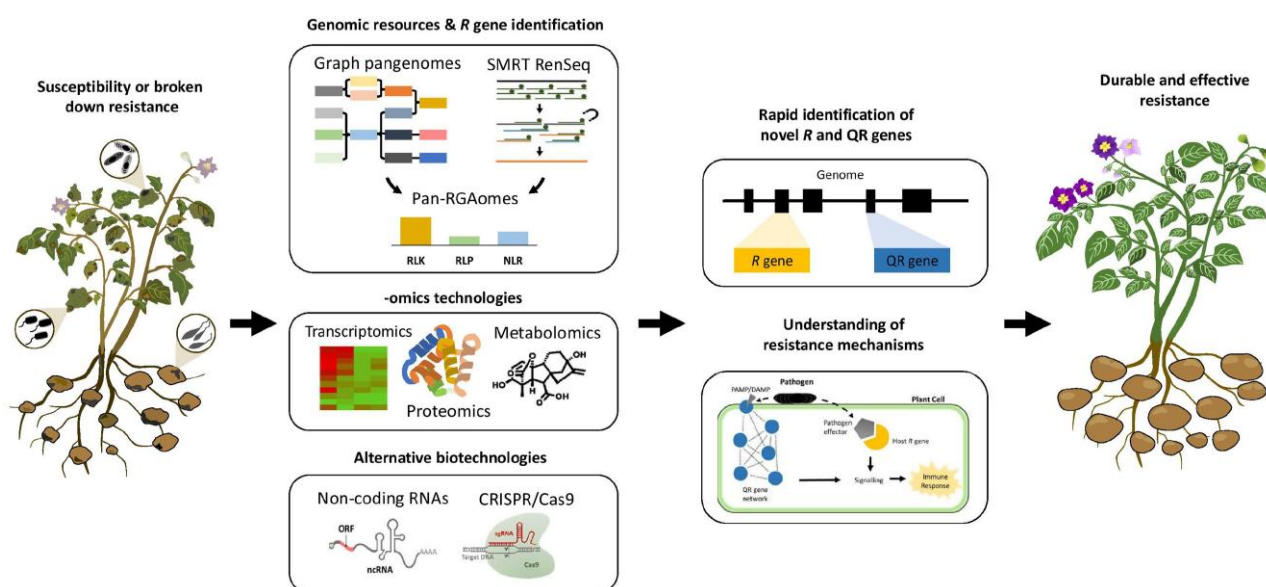 Susceptibility or broken
down resistance
Genomic resources & R gene identification
Graph pangenomes
SMRT RenSeq
Pan-RGAomes
RLK
RLP
NLR
-omics technologies
Transcriptomics
Metabolomics
Proteomics
HO
O
O
H
OH
O
OH
Alternative biotechnologies
Non-coding RNAs
CRISPR/Cas9
ORF
AAAA
ncRNA
sgRNA
Target DNA
Cas9
Rapid identification of
novel R and QR genes
Genome
R gene
QR gene
Understanding of
resistance mechanisms
PAMP/DAMP
Pathogen
Plant Cell
Pathogen
effector
Host R gene
QR gene
network
Signalling
Immune
Response
Durable and effective
resistance